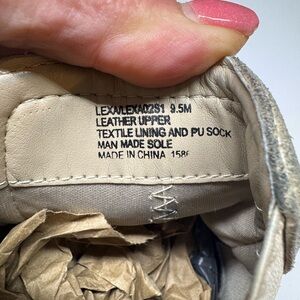 LEXA/LEXA02S1 9.5M
LEATHER UPPER
TEXTILE LINING AND PU SOCK
MAN MADE SOLE
MADE IN CHINA 158